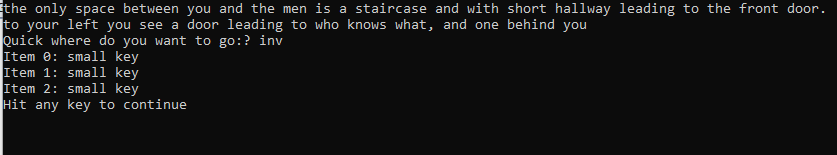 the only space between you and the men is a staircase and with short hallway leading to the front door.
to your left you see a door leading to who knows what, and one behind you
Quick where do you want to go:? inv
Item 0: small key
Item 1: small key
Item 2: small key
Hit any key to continue